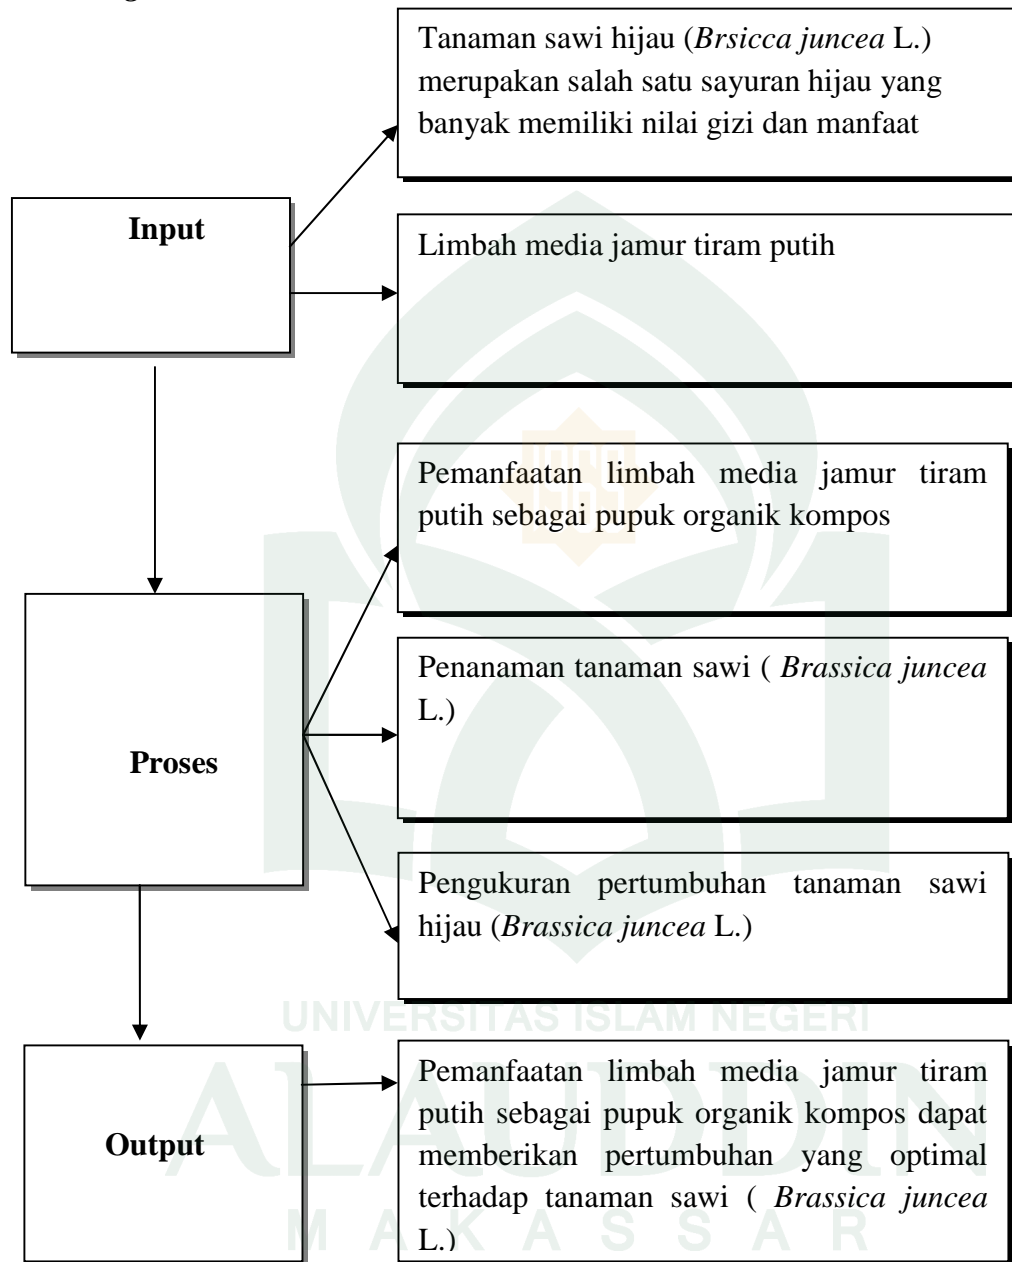 Tanaman sawi hijau (Brsicca juncea L.)
merupakan salah satu sayuran hijau yang
banyak memiliki nilai gizi dan manfaat
Input
Limbah media jamur tiram putih
Pemanfaatan limbah media jamur tiram
putih sebagai pupuk organik kompos
Proses
Penanaman tanaman sawi ( Brassica juncea
L.)
Pengukuran pertumbuhan tanaman sawi
hijau (Brassica juncea L.)
UNIVERSITAS ISLAM NEGERI
ALAUDDIN
MAKASSAR
Output
Pemanfaatan limbah media jamur tiram
putih sebagai pupuk organik kompos dapat
memberikan pertumbuhan yang optimal
terhadap tanaman sawi ( Brassica juncea
L.)